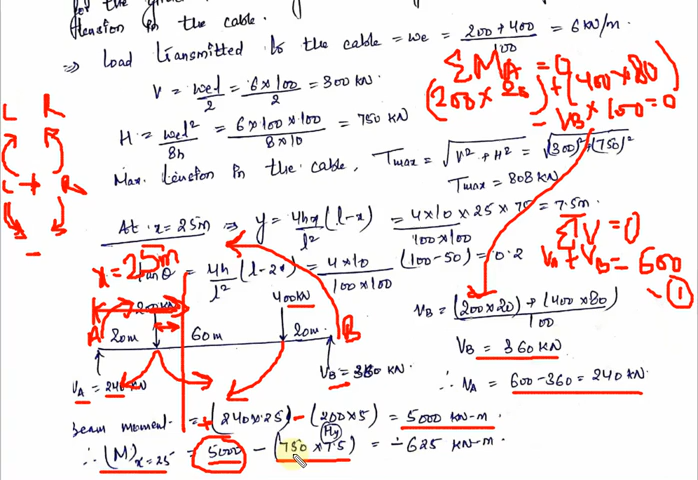 for the
tension in the cable.
⇒ Load transmitted to the cable = we = (200 + 400)/100 = 6 KN/m
V = wel/2 = (6 × 100)/2 = 300 KN.
H = wel²/8h = (6 × 100 × 100)/(8 × 10) = 750 KN
Max. tension in the cable, Tmax = √(V² + H²) = √((300)² + (750)²)
Tmax = 808 KN
At x = 25m ⇒ y = 4hx/l² (l-x) = (4 × 10 × 25 × 75)/(100 × 100) = 7.5m
tanθ = 4h/l² (l-2x) = (4 × 10)/(100 × 100) (100-50) = 0.2
ΣMA = 0
(200 × 20) + (400 × 80)
- VB × 100 = 0
L R
L + R
-
x = 25m
ΣV = 0
VA + VB = 600
- 1
200KN 400KN
A 20m 60m 20m B
VA = 240 KN
VB = 360 KN
VB = ((200 × 20) + (400 × 80))/100
VB = 360 KN
∴ VA = 600 - 360 = 240 KN
Beam moment = + (240 × 25) - (200 × 5) = 5000 KN-m
Hy
∴ (M)x=25 = 5000 - (750 × 7.5) = -625 KN-m.